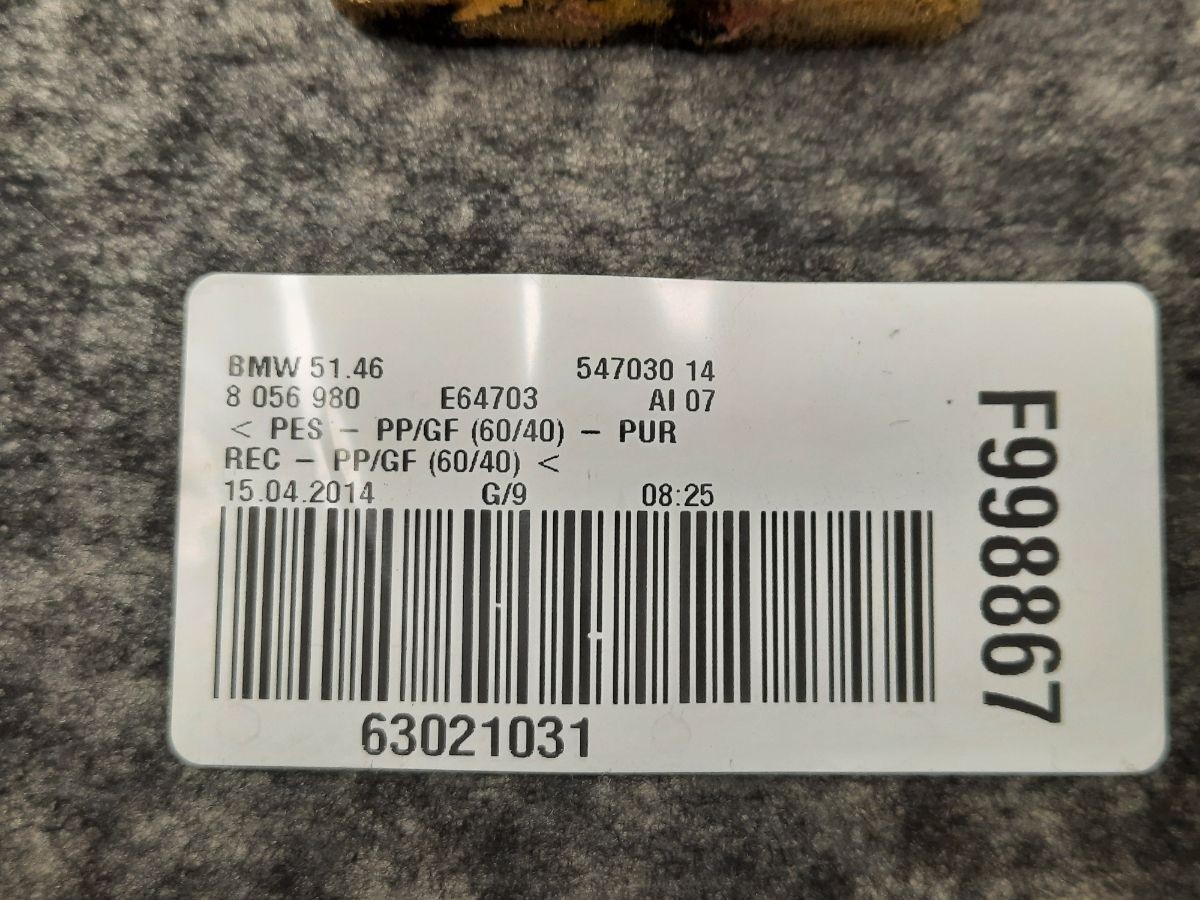 BMW 51.46 547030 14
8 056 980 E64703 AI 07
< PES – PP/GF (60/40) – PUR
REC – PP/GF (60/40) <
15.04.2014 G/9 08:25
63021031
F99867